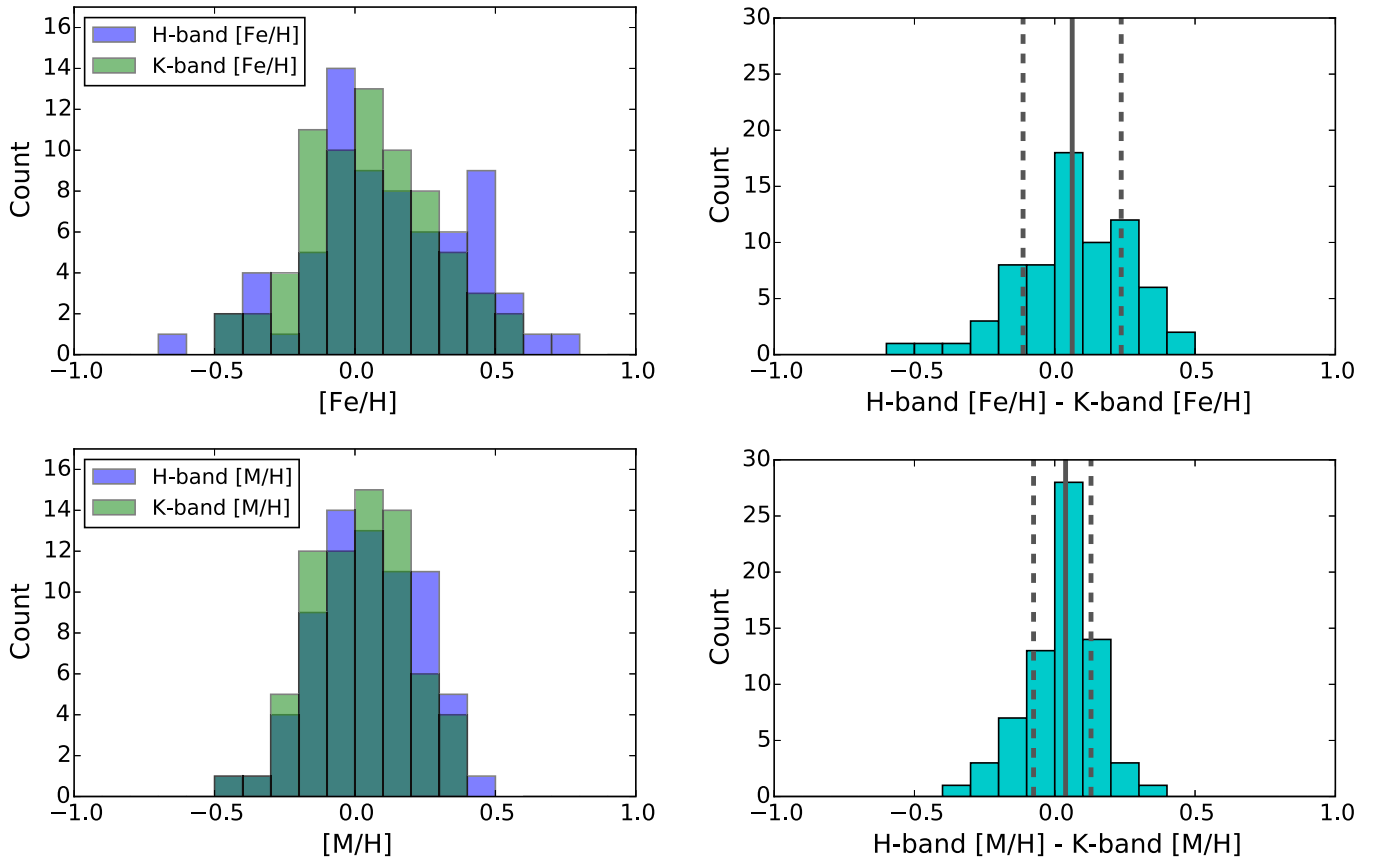 16
14
12
10
8
6
4
2
0
Count
H-band [Fe/H]
K-band [Fe/H]
−1.0 −0.5 0.0 0.5 1.0
[Fe/H]
30
25
20
15
10
5
0
Count
−1.0 −0.5 0.0 0.5 1.0
H-band [Fe/H] - K-band [Fe/H]
16
14
12
10
8
6
4
2
0
Count
H-band [M/H]
K-band [M/H]
−1.0 −0.5 0.0 0.5 1.0
[M/H]
30
25
20
15
10
5
0
Count
−1.0 −0.5 0.0 0.5 1.0
H-band [M/H] - K-band [M/H]